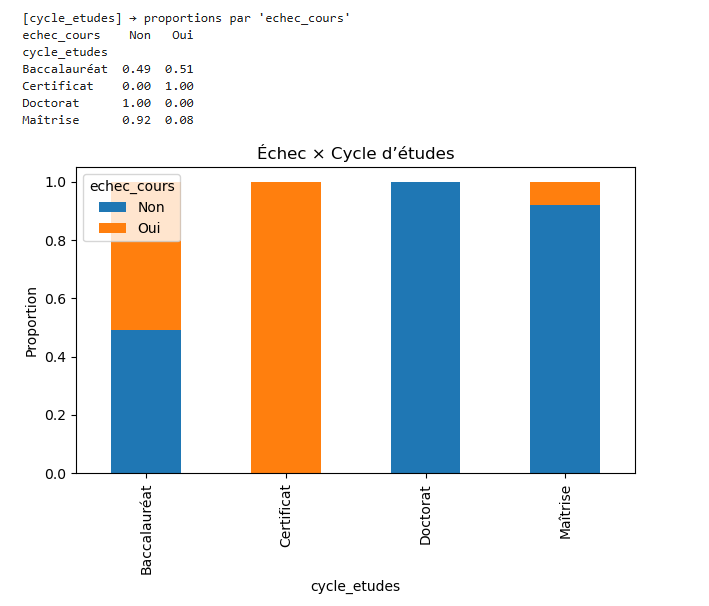 [cycle_etudes] → proportions par 'echec_cours'
echec_cours Non Oui
cycle_etudes
Baccalauréat 0.49 0.51
Certificat 0.00 1.00
Doctorat 1.00 0.00
Maîtrise 0.92 0.08
Échec × Cycle d’études
echec_cours
Non
Oui
Proportion
1.0
0.8
0.6
0.4
0.2
0.0
Baccalauréat
Certificat
Doctorat
Maîtrise
cycle_etudes